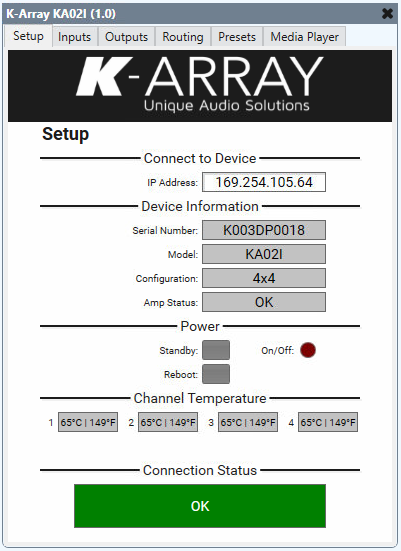 K-Array KA02I (1.0)
Setup Inputs Outputs Routing Presets Media Player
K-ARRAY
Unique Audio Solutions
Setup
Connect to Device
IP Address: 169.254.105.64
Device Information
Serial Number: K003DP0018
Model: KA02I
Configuration: 4x4
Amp Status: OK
Power
Standby: On/Off:
Reboot:
Channel Temperature
1 65°C | 149°F 2 65°C | 149°F 3 65°C | 149°F 4 65°C | 149°F
Connection Status
OK